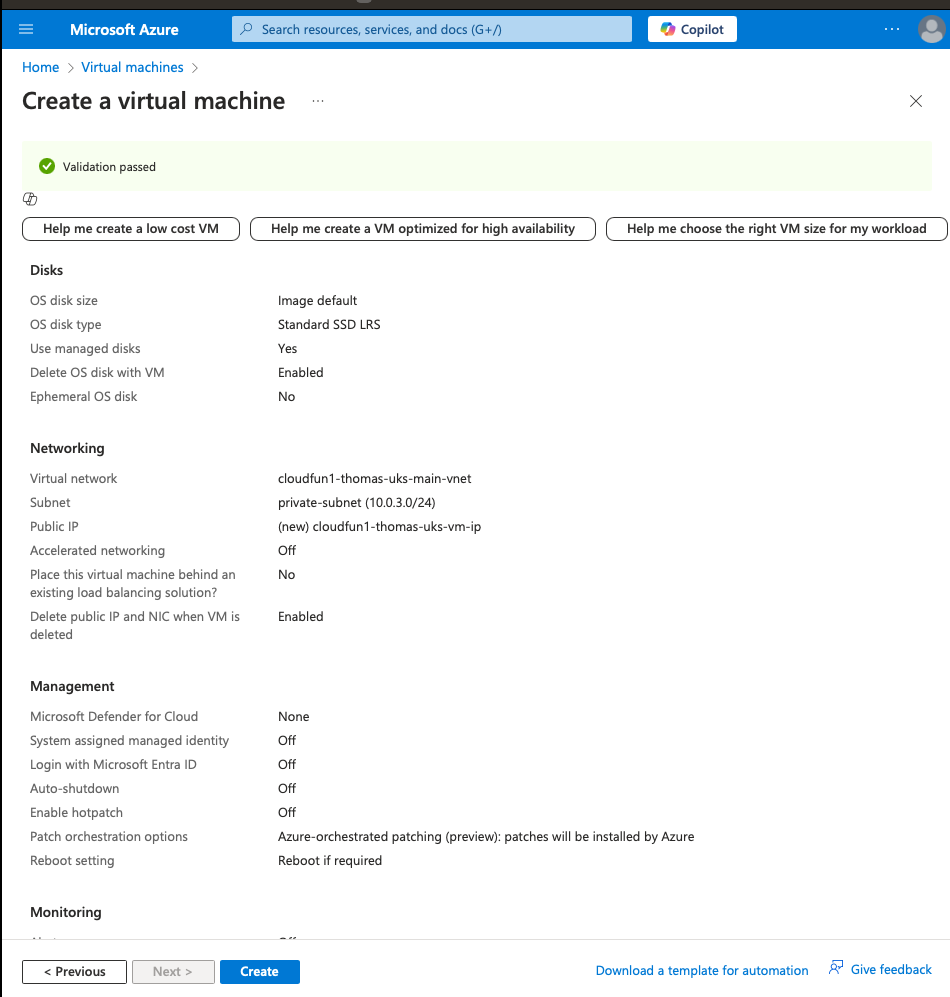 Microsoft Azure
Search resources, services, and docs (G+/)
Copilot
Home > Virtual machines >
Create a virtual machine ...
Validation passed
Help me create a low cost VM
Help me create a VM optimized for high availability
Help me choose the right VM size for my workload
Disks
OS disk size Image default
OS disk type Standard SSD LRS
Use managed disks Yes
Delete OS disk with VM Enabled
Ephemeral OS disk No
Networking
Virtual network cloudfun1-thomas-uks-main-vnet
Subnet private-subnet (10.0.3.0/24)
Public IP (new) cloudfun1-thomas-uks-vm-ip
Accelerated networking Off
Place this virtual machine behind an No
existing load balancing solution?
Delete public IP and NIC when VM is Enabled
deleted
Management
Microsoft Defender for Cloud None
System assigned managed identity Off
Login with Microsoft Entra ID Off
Auto-shutdown Off
Enable hotpatch Off
Patch orchestration options Azure-orchestrated patching (preview): patches will be installed by Azure
Reboot setting Reboot if required
Monitoring
< Previous
Next >
Create
Download a template for automation
Give feedback